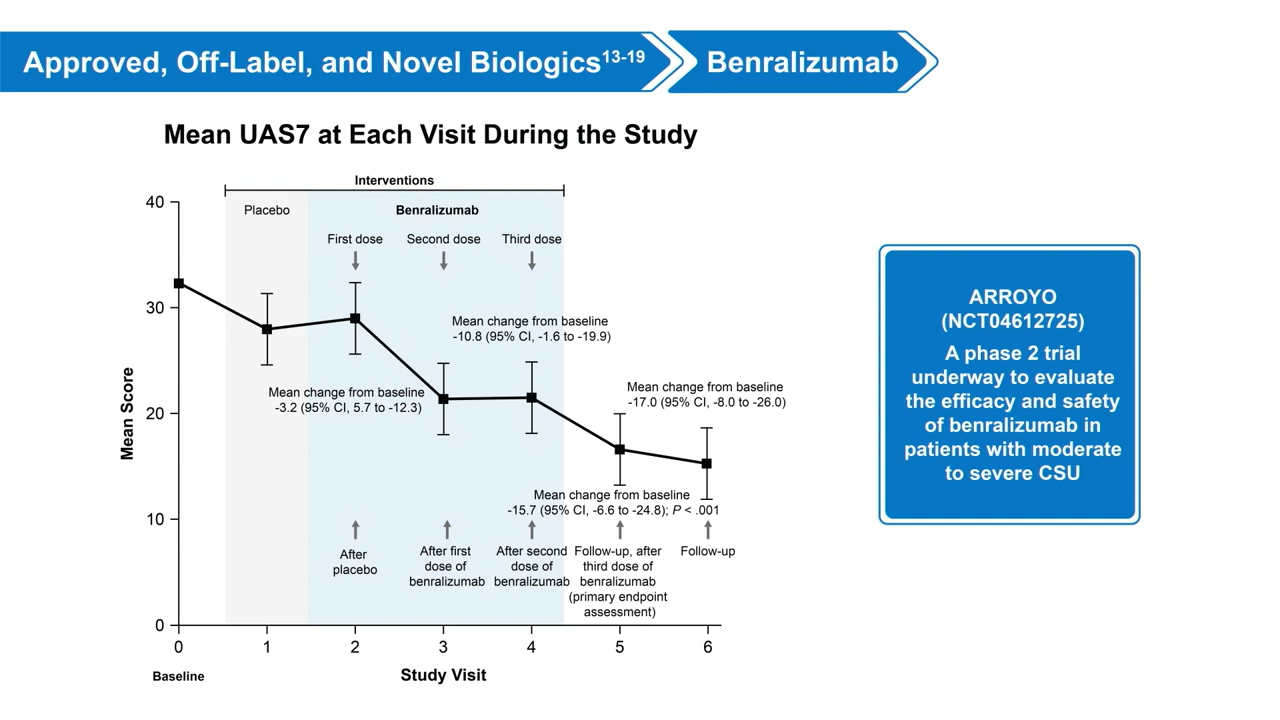 Approved, Off-Label, and Novel Biologics13-19
Benralizumab
Mean UAS7 at Each Visit During the Study
Interventions
Placebo
Benralizumab
First dose
Second dose
Third dose
40
30
20
10
0
Mean Score
Mean change from baseline
-3.2 (95% CI, 5.7 to -12.3)
Mean change from baseline
-10.8 (95% CI, -1.6 to -19.9)
Mean change from baseline
-17.0 (95% CI, -8.0 to -26.0)
Mean change from baseline
-15.7 (95% CI, -6.6 to -24.8); P < .001
After
placebo
After first
dose of
benralizumab
After second
dose of
benralizumab
Follow-up, after
third dose of
benralizumab
(primary endpoint
assessment)
Follow-up
0 1 2 3 4 5 6
Baseline
Study Visit
ARROYO
(NCT04612725)
A phase 2 trial
underway to evaluate
the efficacy and safety
of benralizumab in
patients with moderate
to severe CSU